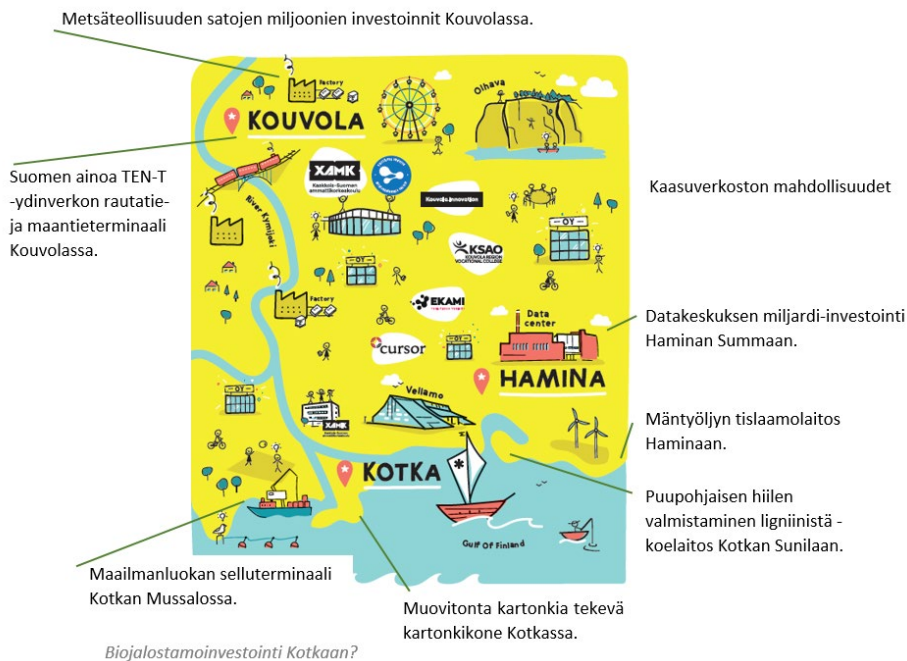 Metsäteollisuuden satojen miljoonien investoinnit Kouvolassa.
Factory
Olhava
KOUVOLA
XAMK
Kaakkois-Suomen
ammattikorkeakoulu
Kouvola Innovation
Suomen ainoa TEN-T
-ydinverkon rautatie-
ja maantieterminaali
Kouvolassa.
Kaasuverkoston mahdollisuudet
River Kymijoki
OY
KSAO
KOUVOLA REGION
VOCATIONAL COLLEGE
OY
Factory
EKAMI
Data
center
Datakeskuksen miljardi-investointi
Haminan Summaan.
cursor
HAMINA
OY
Vellamo
XAMK
Mäntyöljyn tislaamolaitos
Haminaan.
KOTKA
Puupohjaisen hiilen
valmistaminen ligniinistä -
koelaitos Kotkan Sunilaan.
Gulf Of Finland
Maailmanluokan selluterminaali
Kotkan Mussalossa.
Muovitonta kartonkia tekevä
kartonkikone Kotkassa.
Biojalostamoinvestointi Kotkaan?